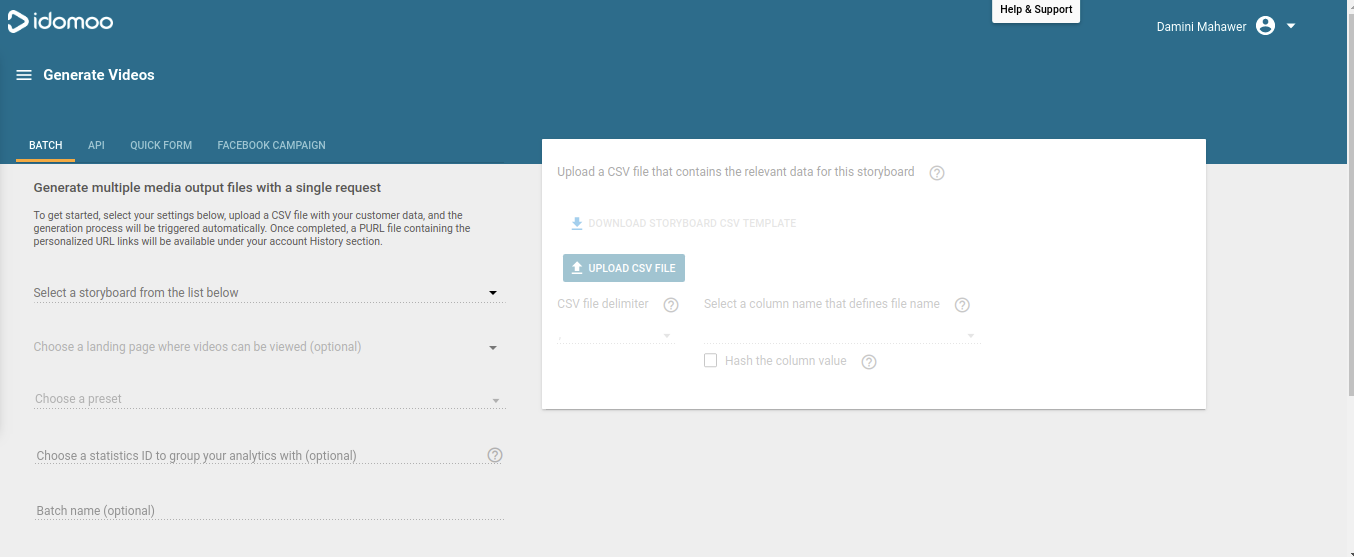 idomoo
Help & Support
Damini Mahawer
Generate Videos
BATCH API QUICK FORM FACEBOOK CAMPAIGN
Generate multiple media output files with a single request
To get started, select your settings below, upload a CSV file with your customer data, and the
generation process will be triggered automatically. Once completed, a PURL file containing the
personalized URL links will be available under your account History section.
Select a storyboard from the list below
Choose a landing page where videos can be viewed (optional)
Choose a preset
Choose a statistics ID to group your analytics with (optional)
Batch name (optional)
Upload a CSV file that contains the relevant data for this storyboard
DOWNLOAD STORYBOARD CSV TEMPLATE
UPLOAD CSV FILE
CSV file delimiter
,
Select a column name that defines file name
Hash the column value